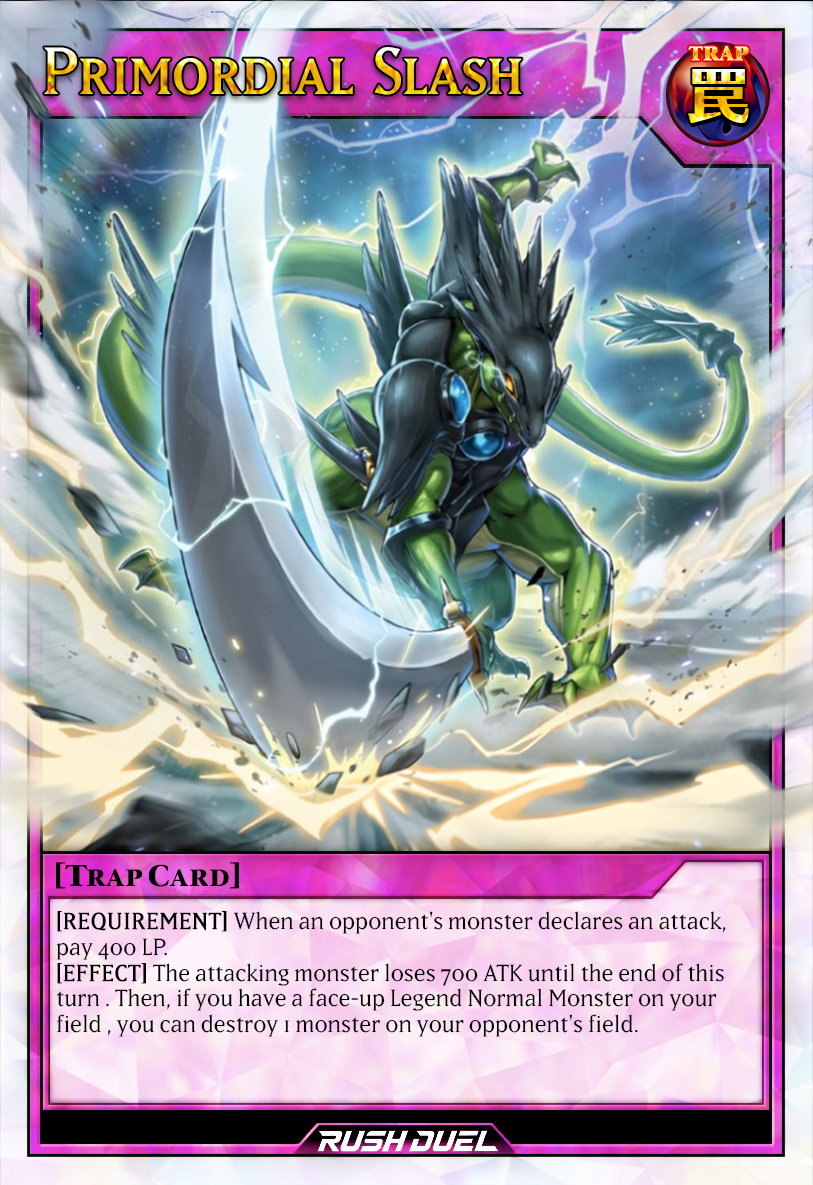 Primordial Slash
TRAP
罠
[Trap Card]
[REQUIREMENT] When an opponent's monster declares an attack,
pay 400 LP.
[EFFECT] The attacking monster loses 700 ATK until the end of this
turn . Then, if you have a face-up Legend Normal Monster on your
field , you can destroy 1 monster on your opponent's field.
RUSH DUEL